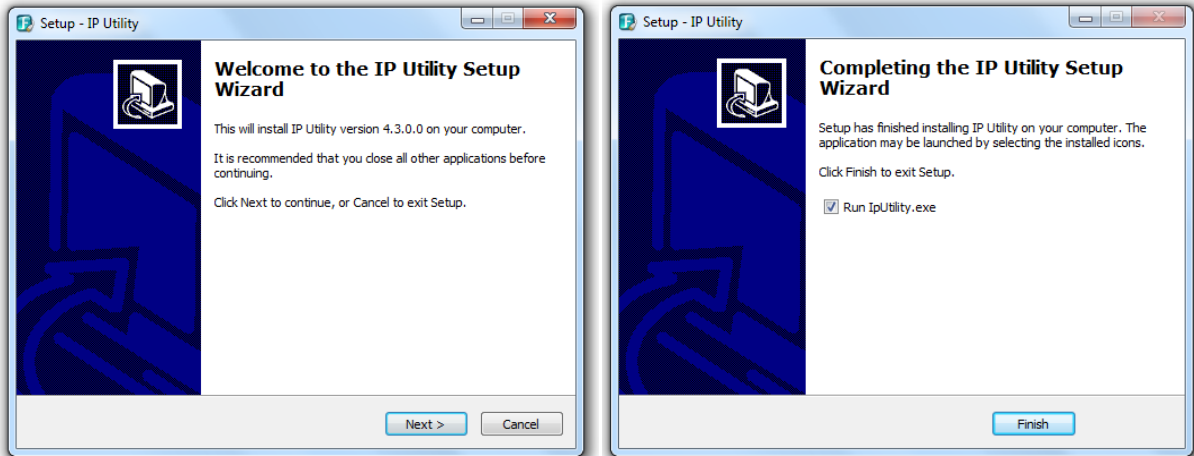 Setup - IP Utility
Welcome to the IP Utility Setup
Wizard
This will install IP Utility version 4.3.0.0 on your computer.
It is recommended that you close all other applications before
continuing.
Click Next to continue, or Cancel to exit Setup.
Next >
Cancel
Setup - IP Utility
Completing the IP Utility Setup
Wizard
Setup has finished installing IP Utility on your computer. The
application may be launched by selecting the installed icons.
Click Finish to exit Setup.
Run IpUtility.exe
Finish